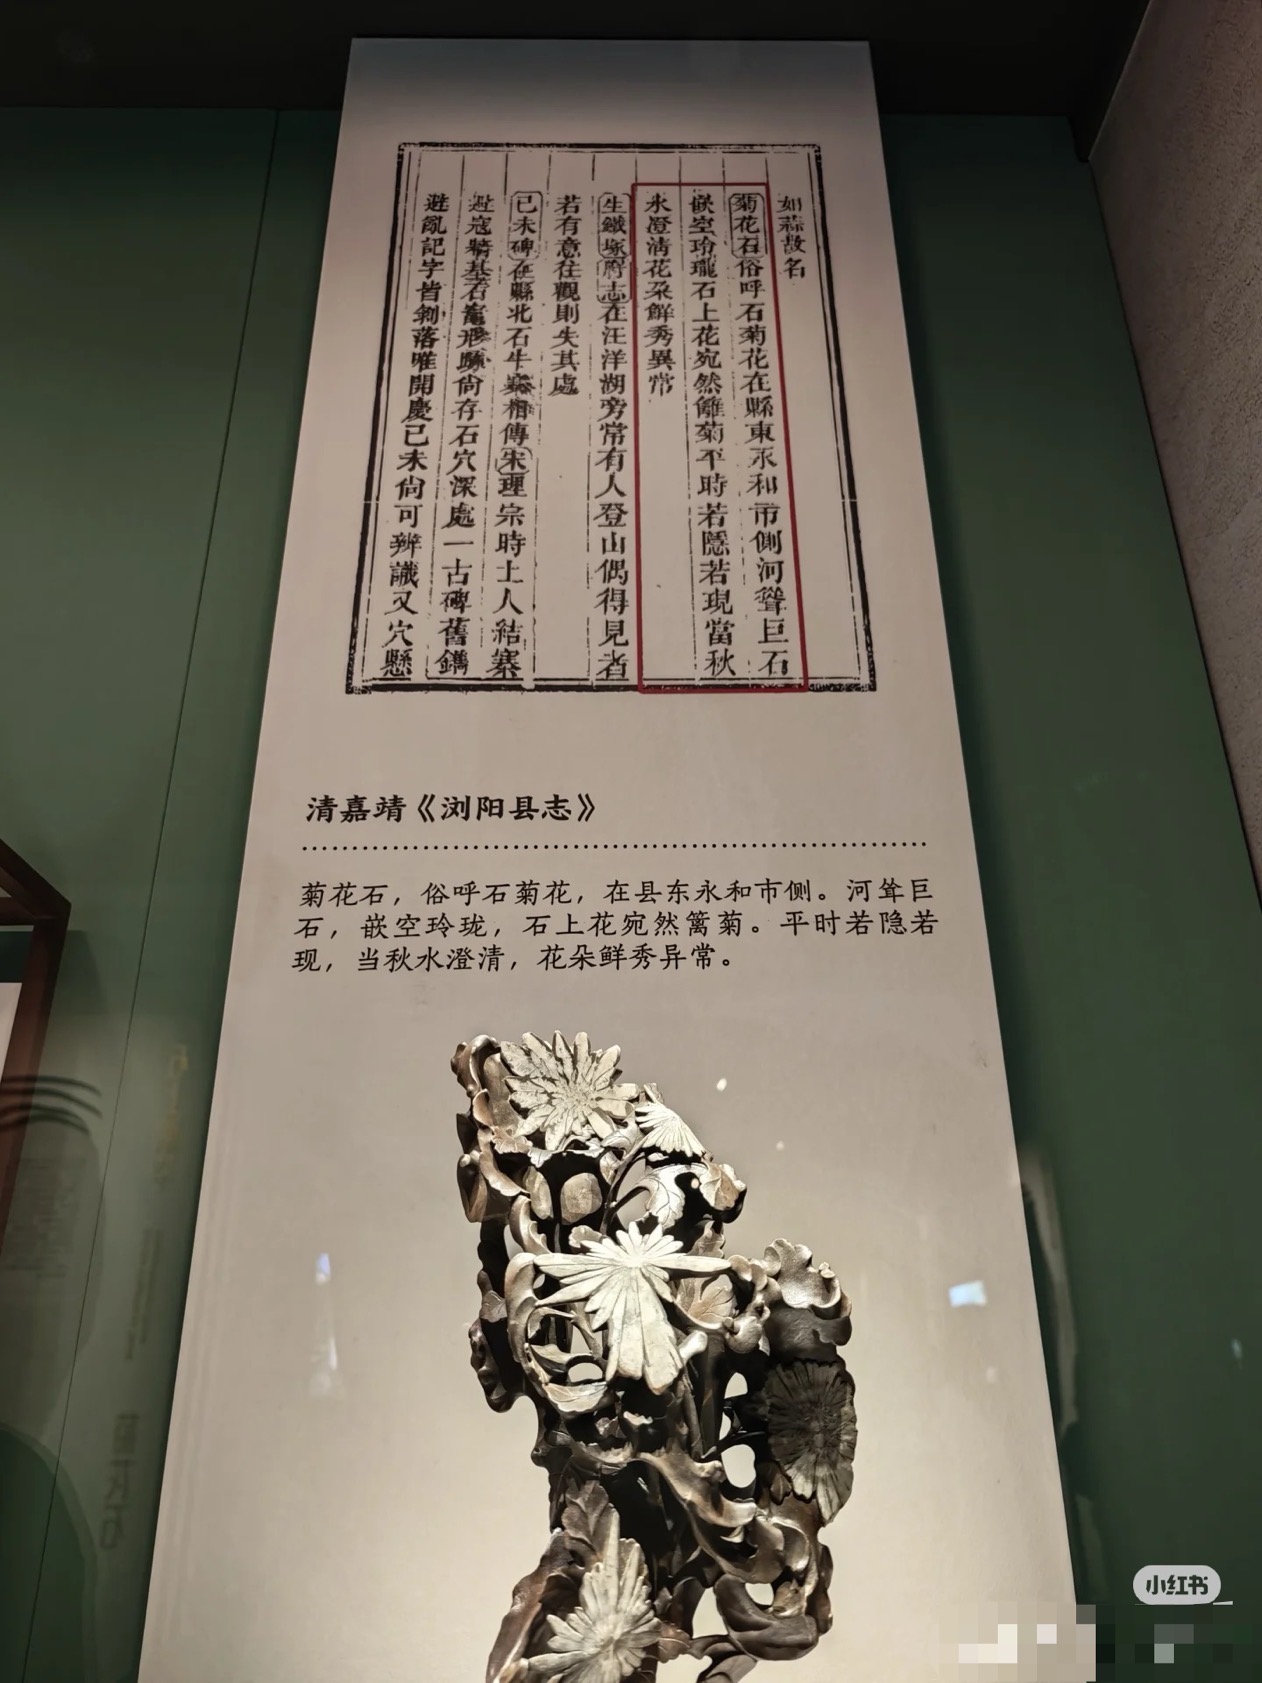 如蒜故名
菊花石俗呼石菊花在縣東永和市側河聳巨石
嵌空玲瓏石上花宛然籬菊平時若隱若現當秋
水澄清花朵鮮秀異常
生鐵塚府志在汪洋湖旁常有人登山偶得見者
若有意往觀則失其處
已未碑在縣北石牛寨相傳宋理宗時土人結寨
避寇牆基石竈形縣尙存石穴深處一古碑舊鐫
避亂記字皆剝落唯開慶已未尙可辨識又穴懸
清嘉靖《浏阳县志》
菊花石，俗呼石菊花，在县东永和市侧。河耸巨
石，嵌空玲珑，石上花宛然篱菊。平时若隐若
现，当秋水澄清，花朵鲜秀异常。
小红书